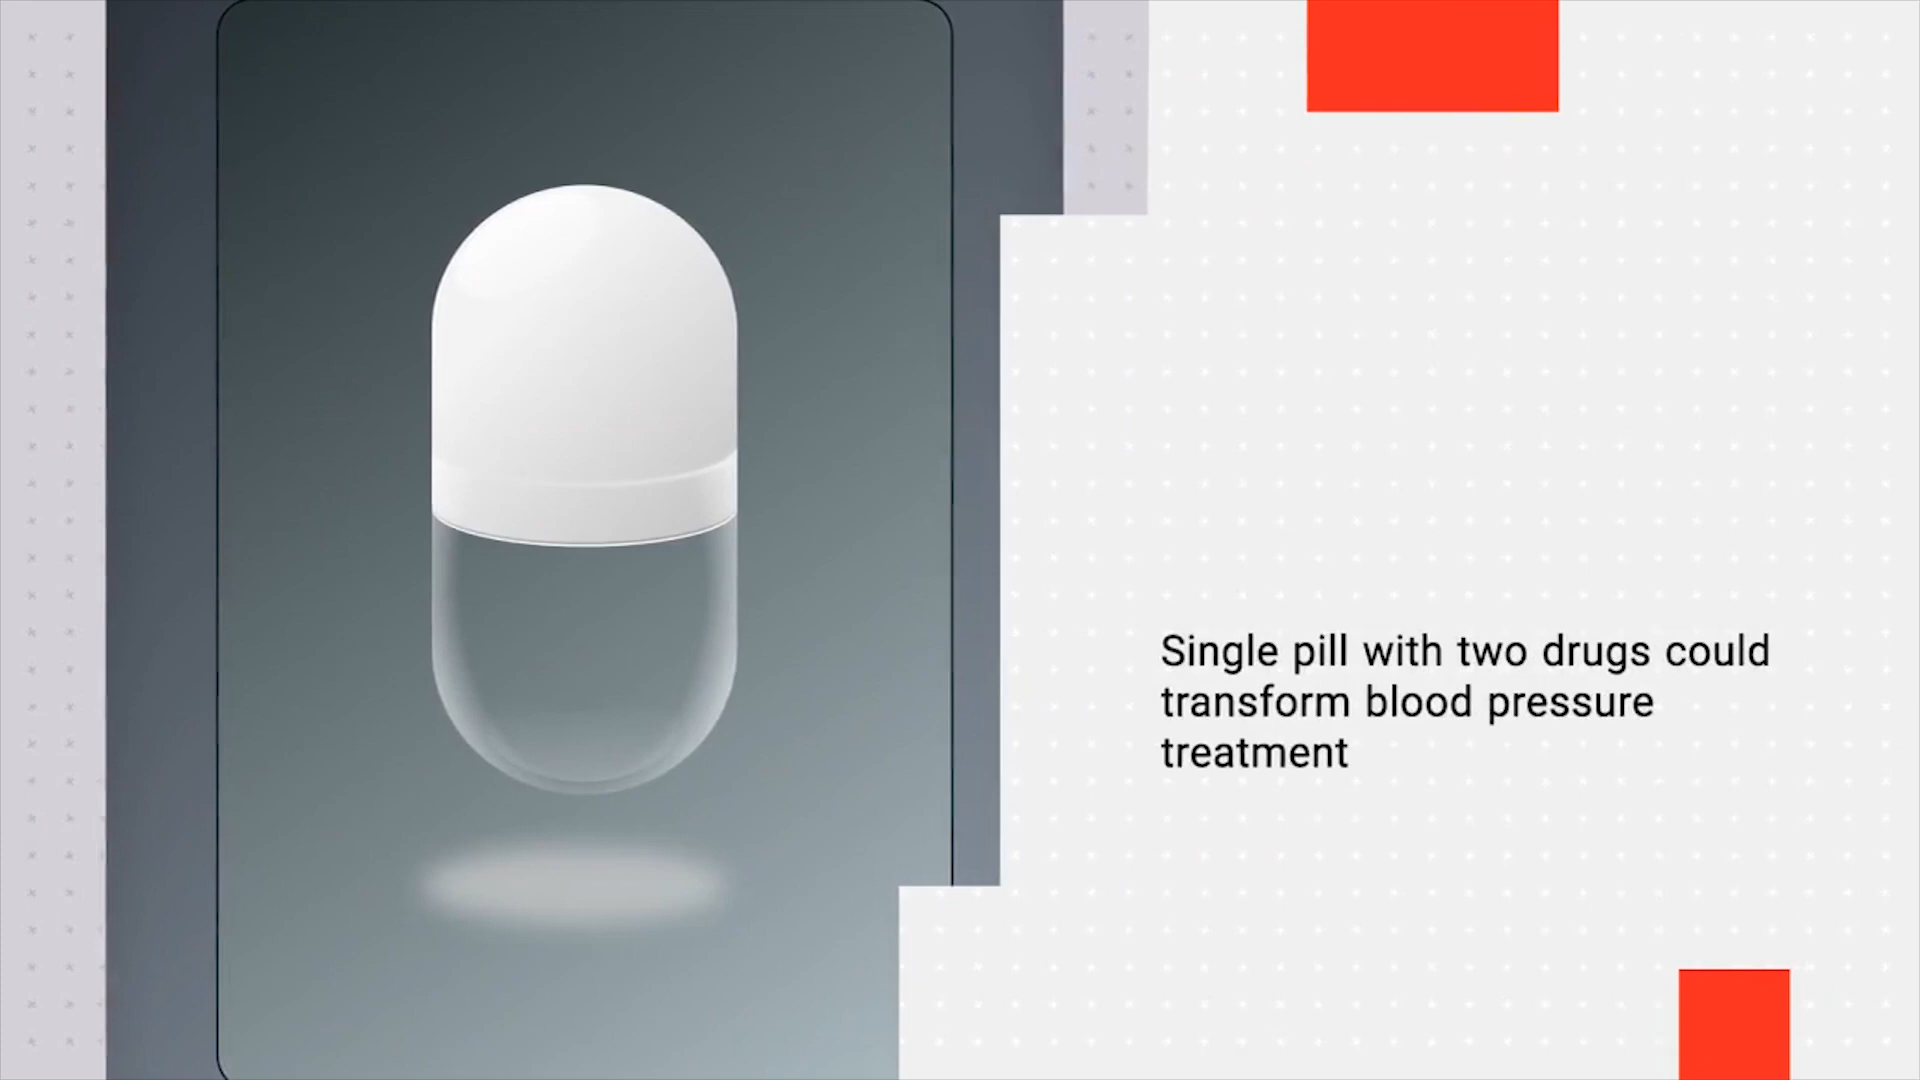 Single pill with two drugs could
transform blood pressure
treatment